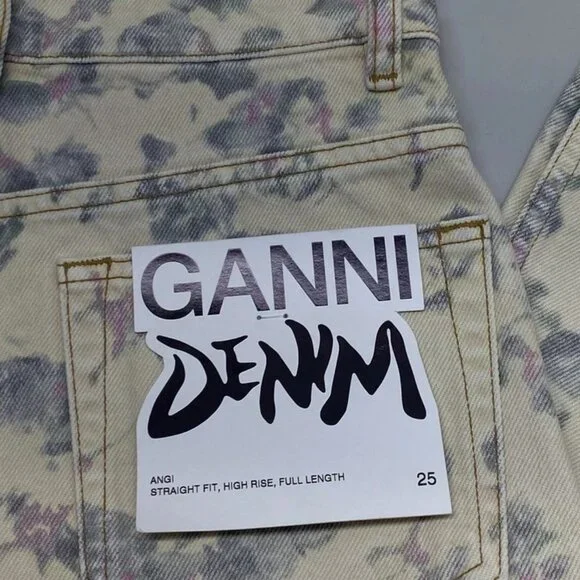 GANNI
DENIM
ANGI
STRAIGHT FIT, HIGH RISE, FULL LENGTH
25